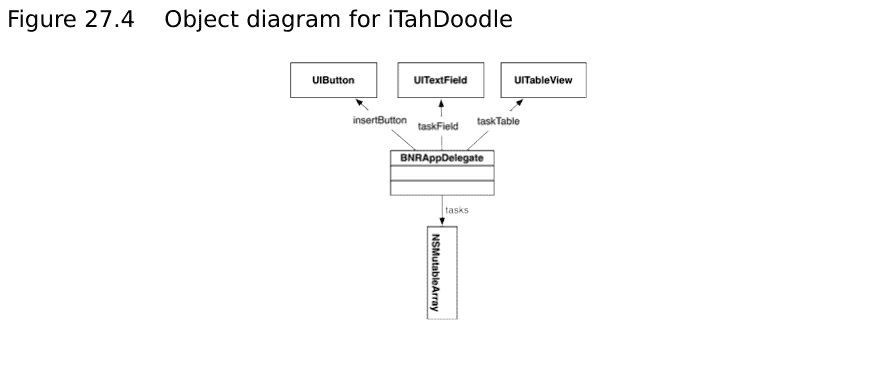 Figure 27.4 Object diagram for iTahDoodle
UIButton
UITextField
UITableView
insertButton
taskField
taskTable
BNRAppDelegate
tasks
NSMutableArray